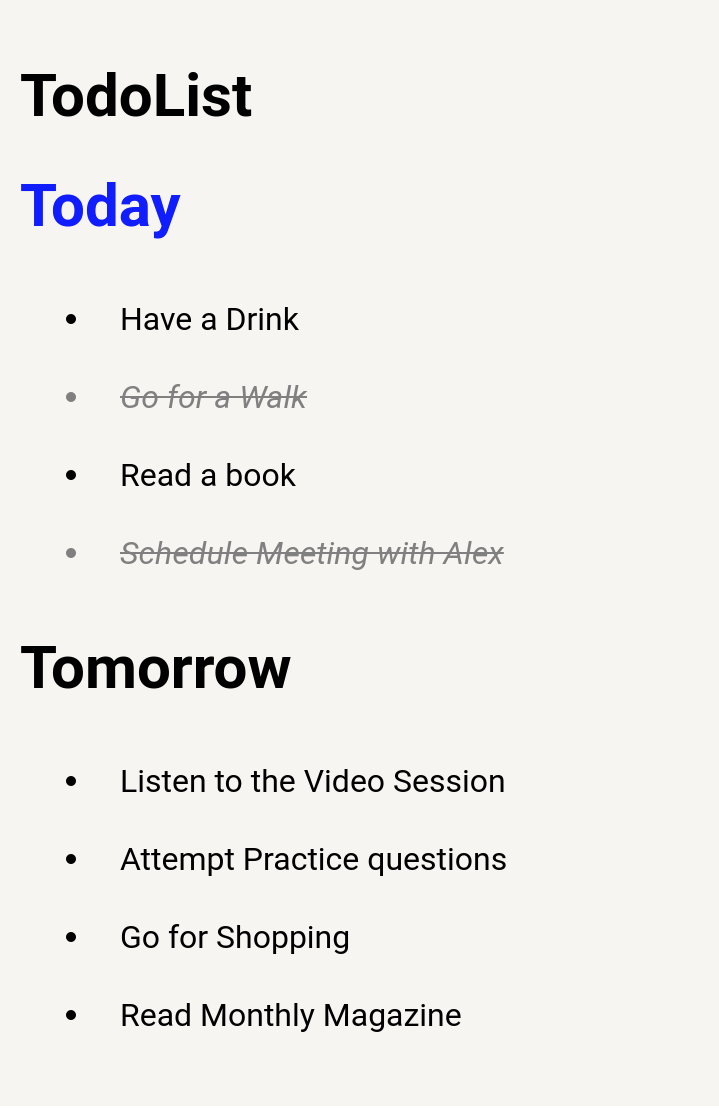 TodoList
Today
Have a Drink
Go for a Walk
Read a book
Schedule Meeting with Alex
Tomorrow
Listen to the Video Session
Attempt Practice questions
Go for Shopping
Read Monthly Magazine